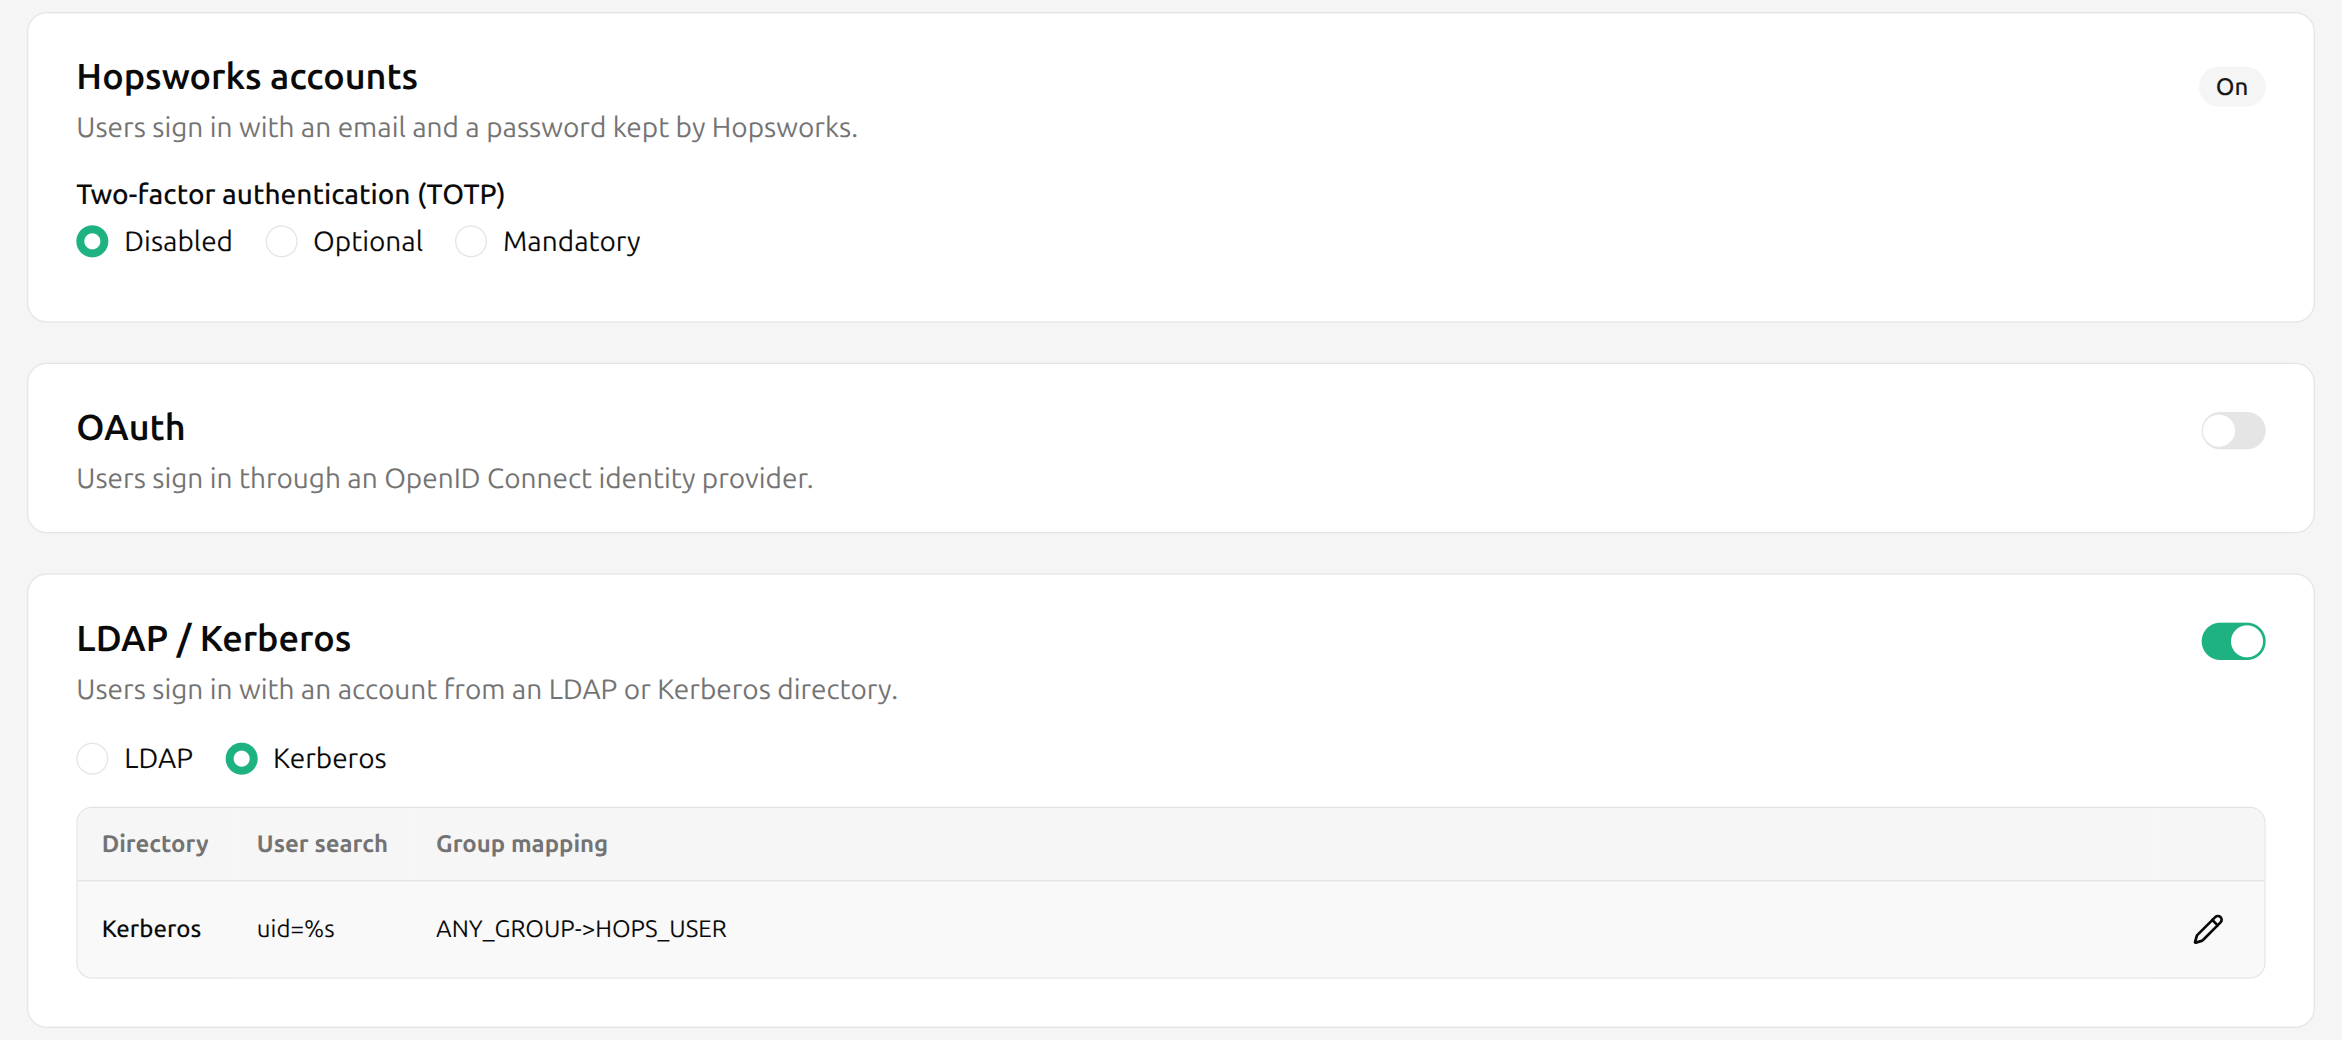 Hopsworks accounts
On
Users sign in with an email and a password kept by Hopsworks.
Two-factor authentication (TOTP)
Disabled Optional Mandatory
OAuth
Users sign in through an OpenID Connect identity provider.
LDAP / Kerberos
Users sign in with an account from an LDAP or Kerberos directory.
LDAP Kerberos
Directory User search Group mapping
Kerberos uid=%s ANY_GROUP->HOPS_USER